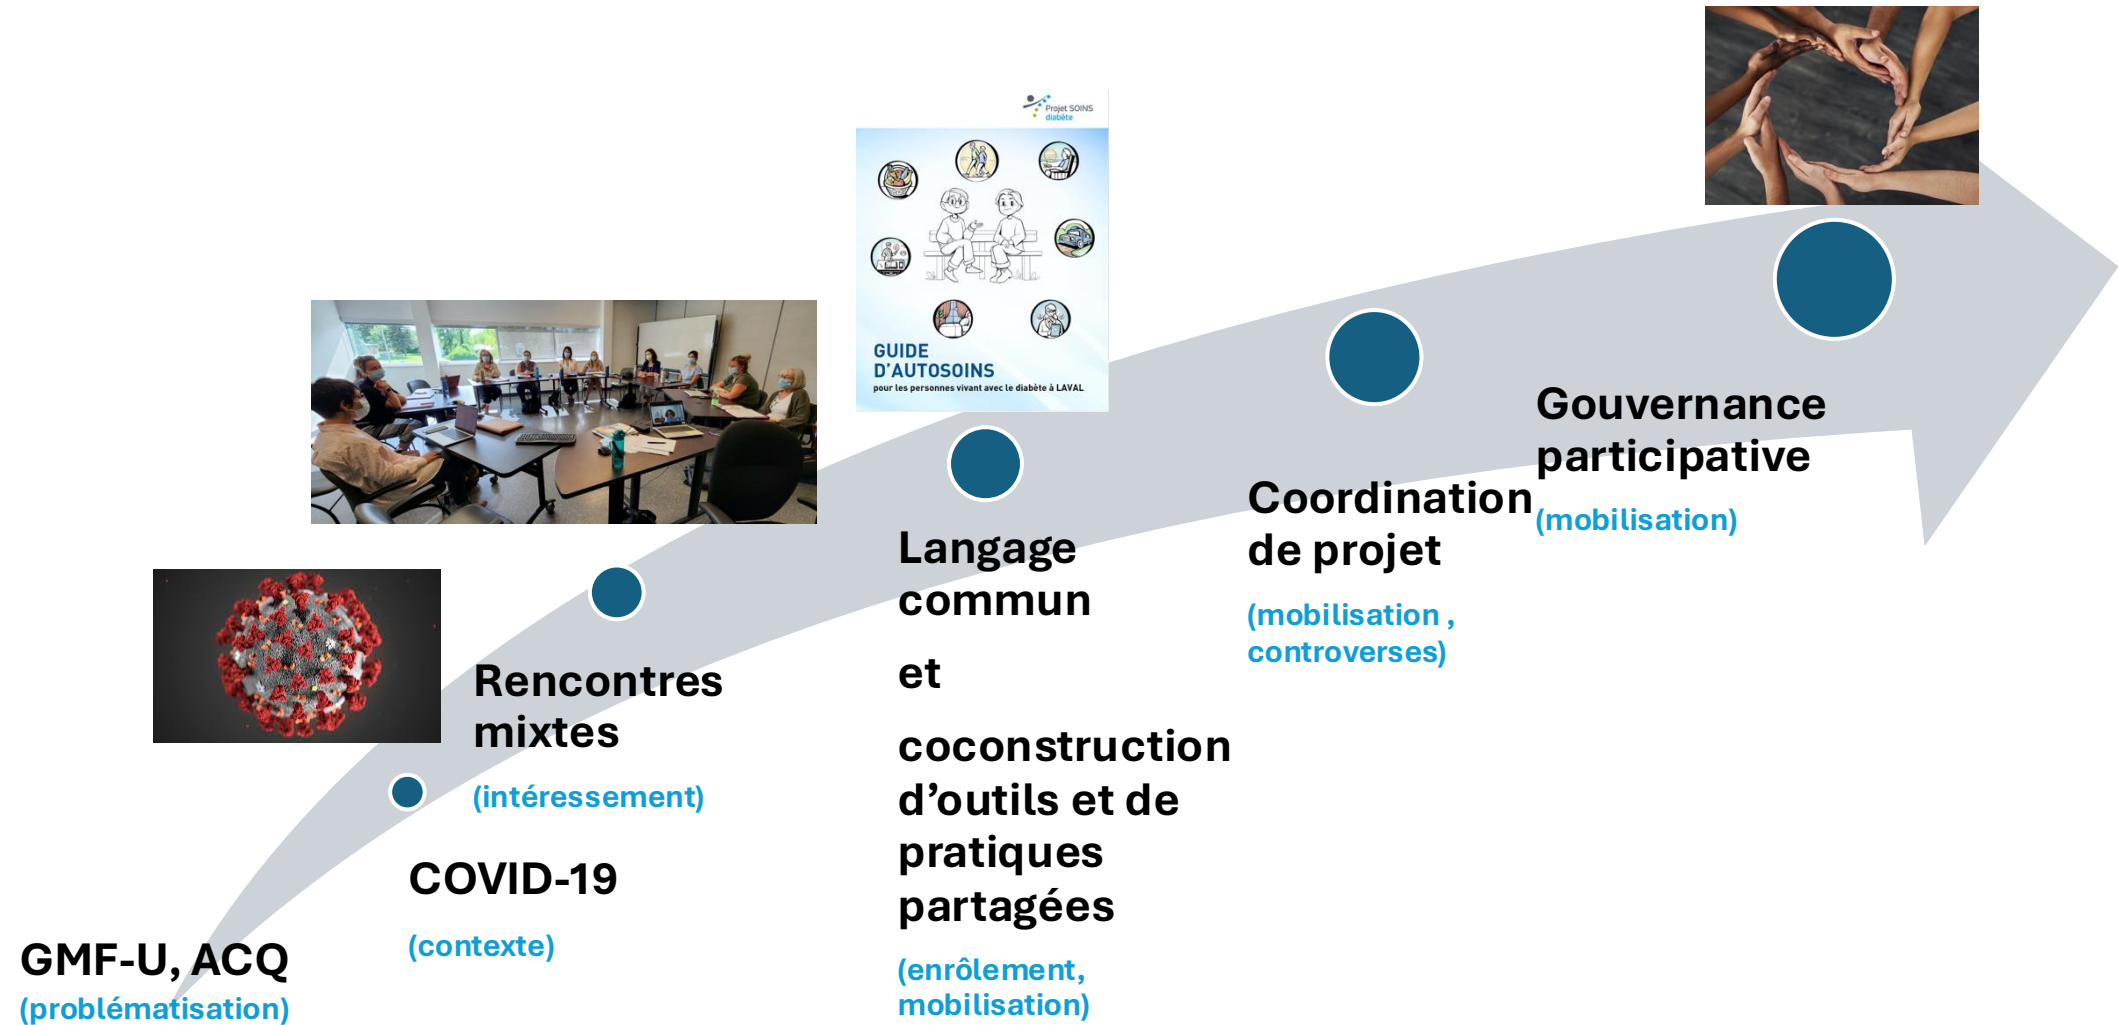 GMF-U, ACQ
(problématisation)
COVID-19
(contexte)
Rencontres
mixtes
(intéressement)
Projet SOINS
diabète
GUIDE
D'AUTOSOINS
pour les personnes vivant avec le diabète à LAVAL
Langage
commun
et
coconstruction
d’outils et de
pratiques
partagées
(enrôlement,
mobilisation)
Coordination
de projet
(mobilisation ,
controverses)
Gouvernance
participative
(mobilisation)